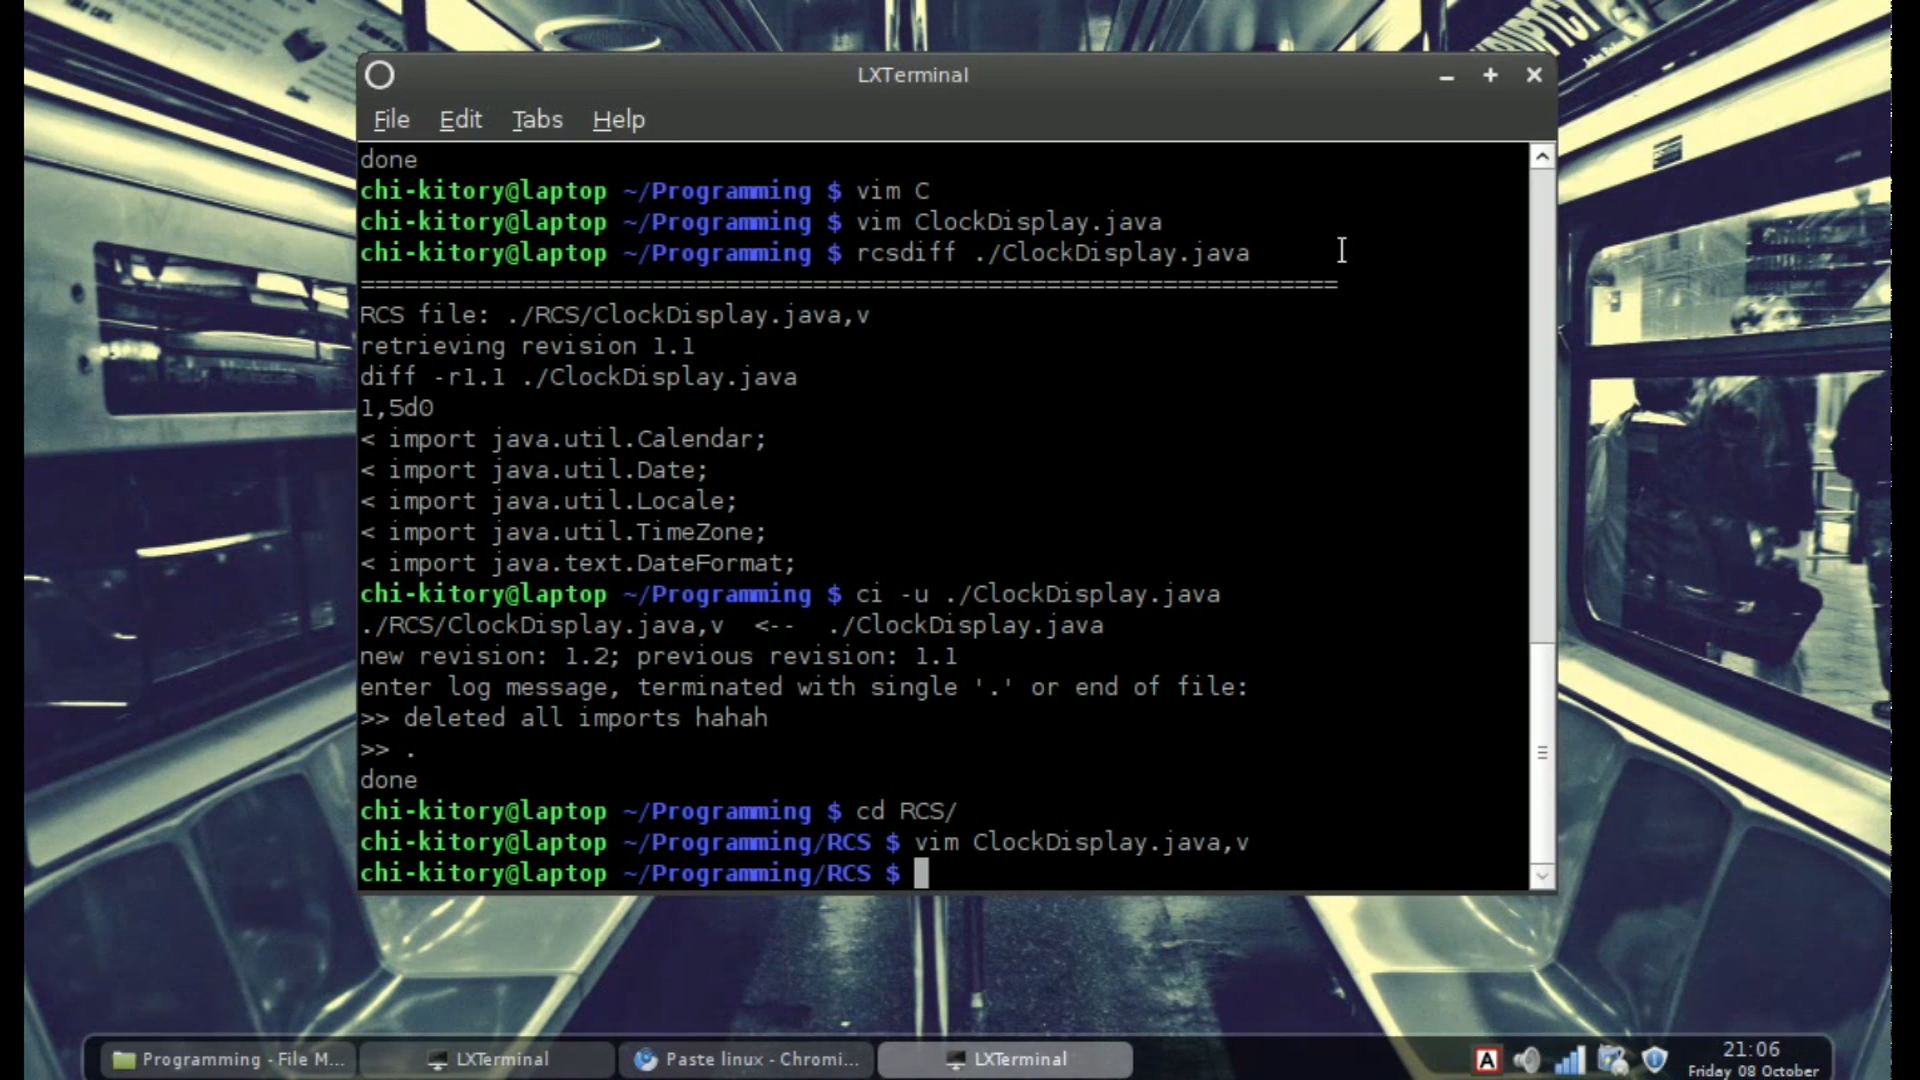 LXTerminal
File Edit Tabs Help
done
chi-kitory@laptop ~/Programming $ vim C
chi-kitory@laptop ~/Programming $ vim ClockDisplay.java
chi-kitory@laptop ~/Programming $ rcsdiff ./ClockDisplay.java
===================================================================
RCS file: ./RCS/ClockDisplay.java,v
retrieving revision 1.1
diff -r1.1 ./ClockDisplay.java
1,5d0
< import java.util.Calendar;
< import java.util.Date;
< import java.util.Locale;
< import java.util.TimeZone;
< import java.text.DateFormat;
chi-kitory@laptop ~/Programming $ ci -u ./ClockDisplay.java
./RCS/ClockDisplay.java,v  <--  ./ClockDisplay.java
new revision: 1.2; previous revision: 1.1
enter log message, terminated with single '.' or end of file:
>> deleted all imports hahah
>> .
done
chi-kitory@laptop ~/Programming $ cd RCS/
chi-kitory@laptop ~/Programming/RCS $ vim ClockDisplay.java,v
chi-kitory@laptop ~/Programming/RCS $
Programming - File M... LXTerminal Paste linux - Chromi... LXTerminal A 21:06
Friday 08 October